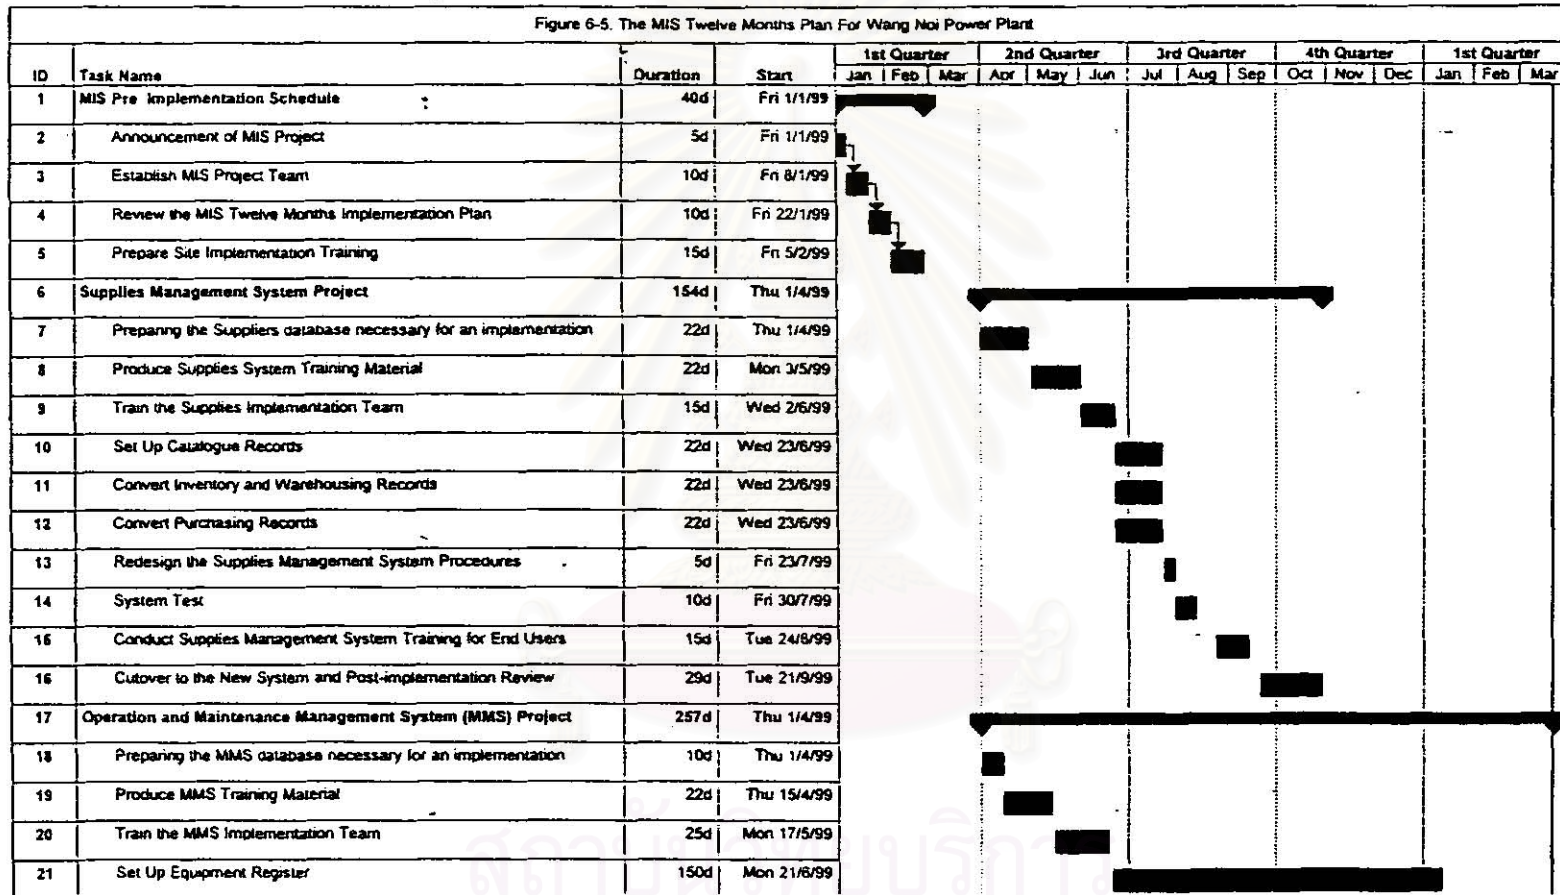 Figure 6-5. The MIS Twelve Months Plan For Wang Noi Power Plant
1st Quarter 2nd Quarter 3rd Quarter 4th Quarter 1st Quarter
ID Task Name Duration Start Jan Feb Mar Apr May Jun Jul Aug Sep Oct Nov Dec Jan Feb Mar
1 MIS Pre Implementation Schedule 40d Fri 1/1/99
2 Announcement of MIS Project 5d Fri 1/1/99
3 Establish MIS Project Team 10d Fri 8/1/99
4 Review the MIS Twelve Months Implementation Plan 10d Fri 22/1/99
5 Prepare Site Implementation Training 15d Fri 5/2/99
6 Supplies Management System Project 154d Thu 1/4/99
7 Preparing the Suppliers database necessary for an implementation 22d Thu 1/4/99
8 Produce Supplies System Training Material 22d Mon 3/5/99
9 Train the Supplies Implementation Team 15d Wed 2/6/99
10 Set Up Catalogue Records 22d Wed 23/6/99
11 Convert Inventory and Warehousing Records 22d Wed 23/6/99
12 Convert Purchasing Records 22d Wed 23/6/99
13 Redesign the Supplies Management System Procedures 5d Fri 23/7/99
14 System Test 10d Fri 30/7/99
15 Conduct Supplies Management System Training for End Users 15d Tue 24/8/99
16 Cutover to the New System and Post-implementation Review 29d Tue 21/9/99
17 Operation and Maintenance Management System (MMS) Project 257d Thu 1/4/99
18 Preparing the MMS database necessary for an implementation 10d Thu 1/4/99
19 Produce MMS Training Material 22d Thu 15/4/99
20 Train the MMS Implementation Team 25d Mon 17/5/99
21 Set Up Equipment Register 150d Mon 21/6/99
สถาบันวิทยบริการ